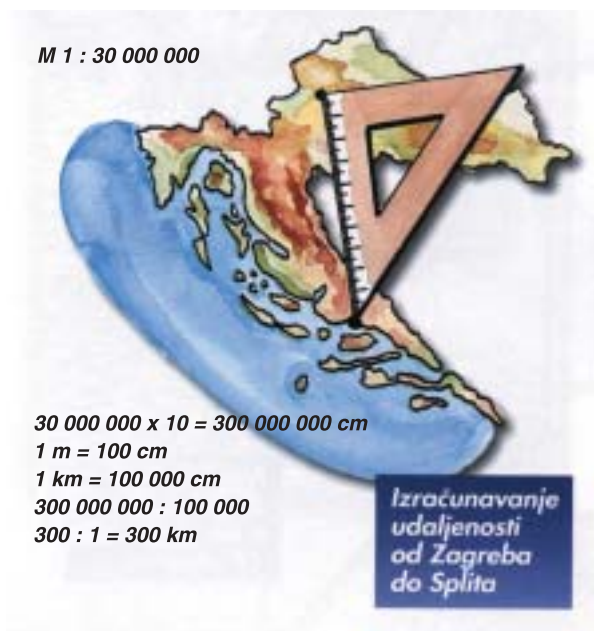 M 1 : 30 000 000
30 000 000 x 10 = 300 000 000 cm
1 m = 100 cm
1 km = 100 000 cm
300 000 000 : 100 000
300 : 1 = 300 km
Izračunavanje
udaljenosti
od Zagreba
do Splita